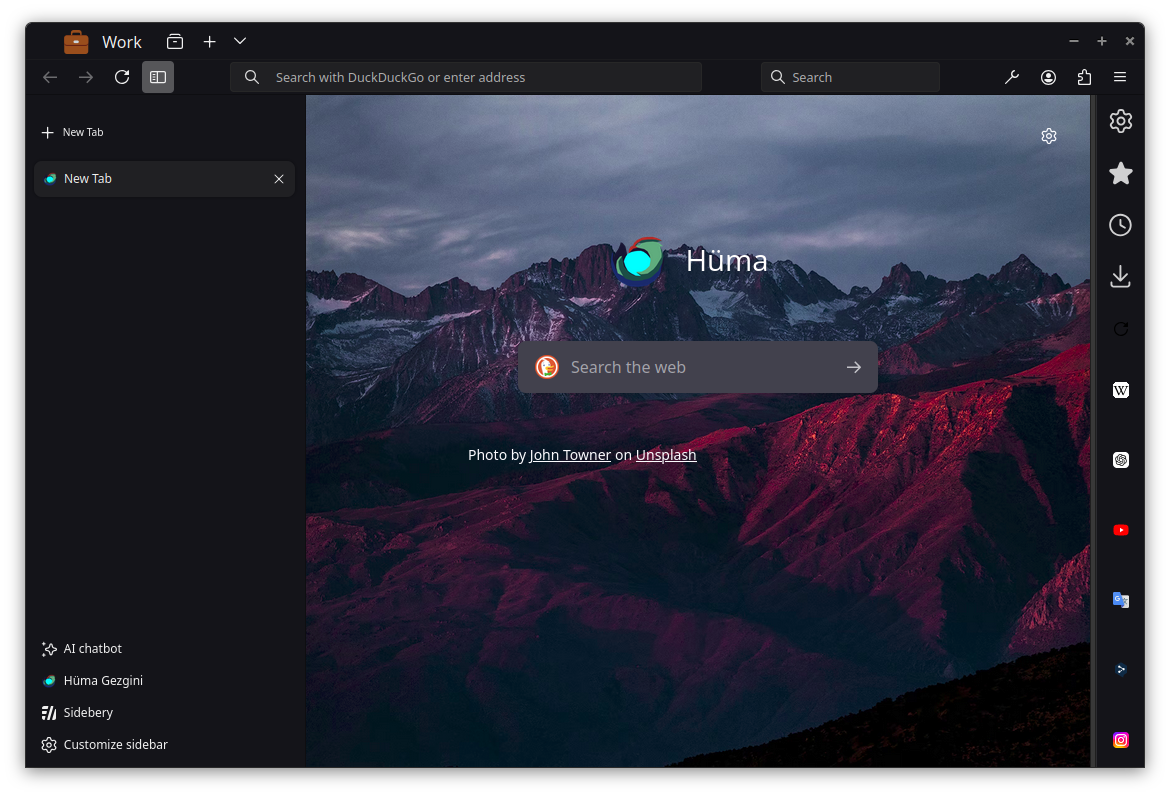 Work
Search with DuckDuckGo or enter address
Search
New Tab
New Tab
Hüma
Search the web
Photo by John Towner on Unsplash
AI chatbot
Hüma Gezgini
Sidebery
Customize sidebar
W